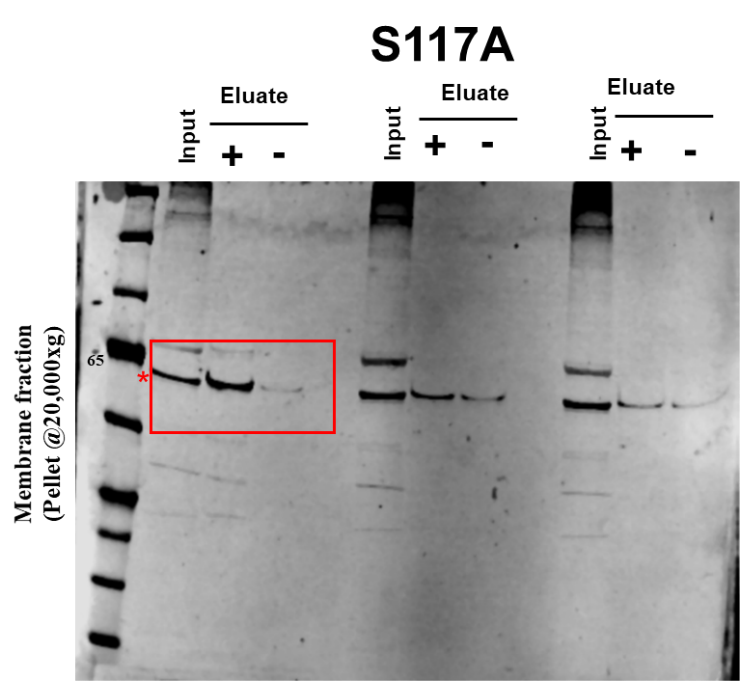 S117A
Eluate
Eluate
Eluate
Input
+
-
Input
+
-
Input
+
-
65
*
Membrane fraction
(Pellet @20,000xg)